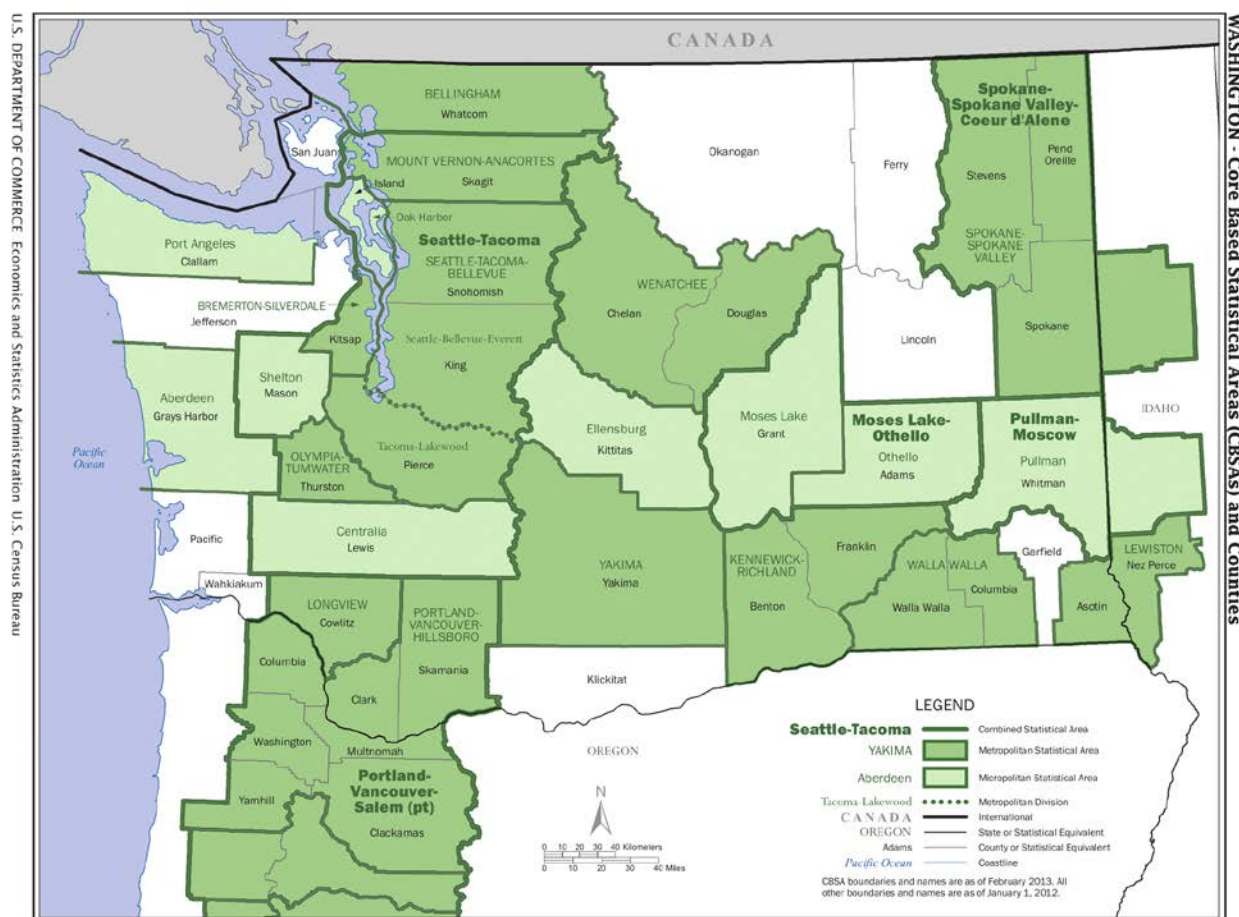 WASHINGTON - Core Based Statistical Areas (CBSAs) and Counties
U.S. DEPARTMENT OF COMMERCE Economics and Statistics Administration U.S. Census Bureau
CANADA
BELLINGHAM
Whatcom
San Juan
MOUNT VERNON-ANACORTES
Skagit
Island
Oak Harbor
Okanogan
Ferry
Spokane-
Spokane Valley-
Coeur d'Alene
Pend
Oreille
Stevens
SPOKANE-
SPOKANE
VALLEY
Spokane
Port Angeles
Clallam
Seattle-Tacoma
SEATTLE-TACOMA-
BELLEVUE
Snohomish
BREMERTON-SILVERDALE
Jefferson
Kitsap
Seattle-Bellevue-Everett
King
WENATCHEE
Chelan
Douglas
Lincoln
Shelton
Mason
Aberdeen
Grays Harbor
Pacific
Ocean
OLYMPIA-
TUMWATER
Thurston
Tacoma-Lakewood
Pierce
Ellensburg
Kittitas
Moses Lake
Grant
Moses Lake-
Othello
Othello
Adams
Pullman-
Moscow
Pullman
Whitman
IDAHO
Pacific
Centralia
Lewis
Wahkiakum
LONGVIEW
Cowlitz
PORTLAND-
VANCOUVER-
HILLSBORO
Skamania
YAKIMA
Yakima
KENNEWICK-
RICHLAND
Benton
Franklin
WALLA WALLA
Walla Walla
Columbia
Garfield
Asotin
LEWISTON
Nez Perce
Columbia
Clark
Klickitat
Washington
Multnomah
Yamhill
Portland-
Vancouver-
Salem (pt)
Clackamas
OREGON
N
0 10 20 30 40 Kilometers
0 10 20 30 40 Miles
LEGEND
Seattle-Tacoma Combined Statistical Area
YAKIMA Metropolitan Statistical Area
Aberdeen Micropolitan Statistical Area
Tacoma-Lakewood Metropolitan Division
CANADA International
OREGON State or Statistical Equivalent
Adams County or Statistical Equivalent
Pacific Ocean Coastline
CBSA boundaries and names are as of February 2013. All
other boundaries and names are as of January 1, 2012.